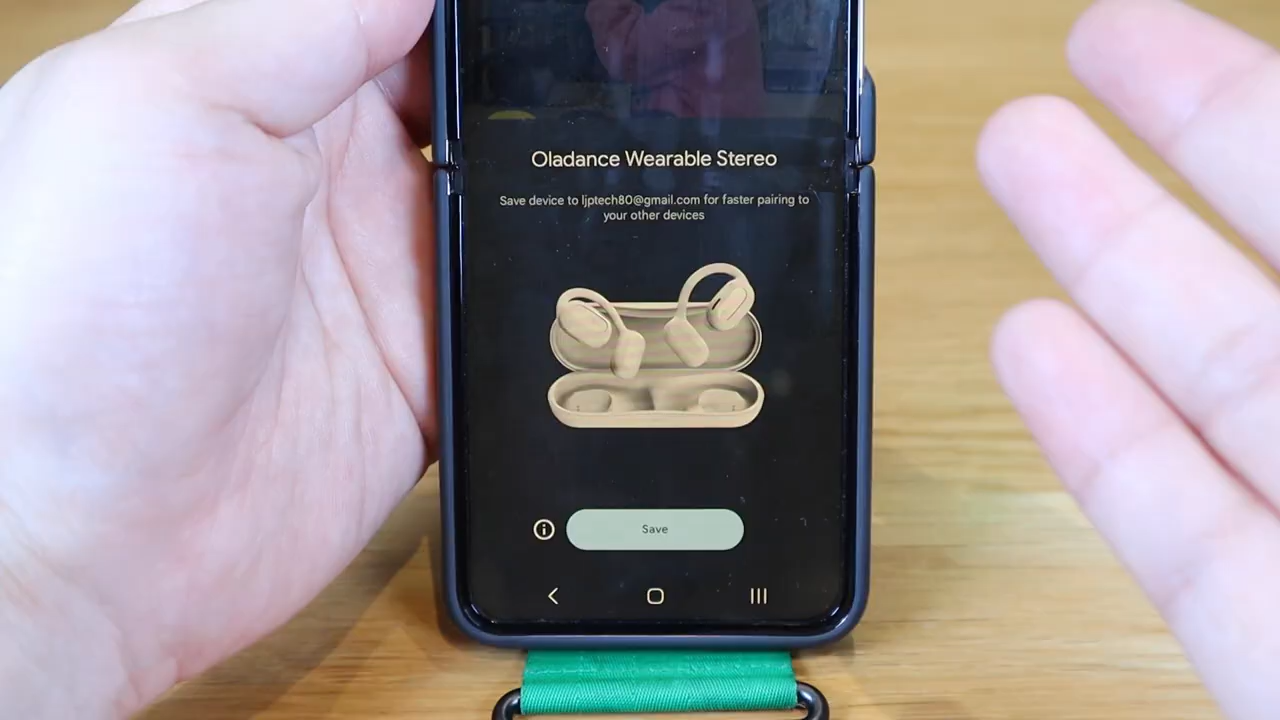 Oladance Wearable Stereo
Save device to ljptech80@gmail.com for faster pairing to
your other devices
Save